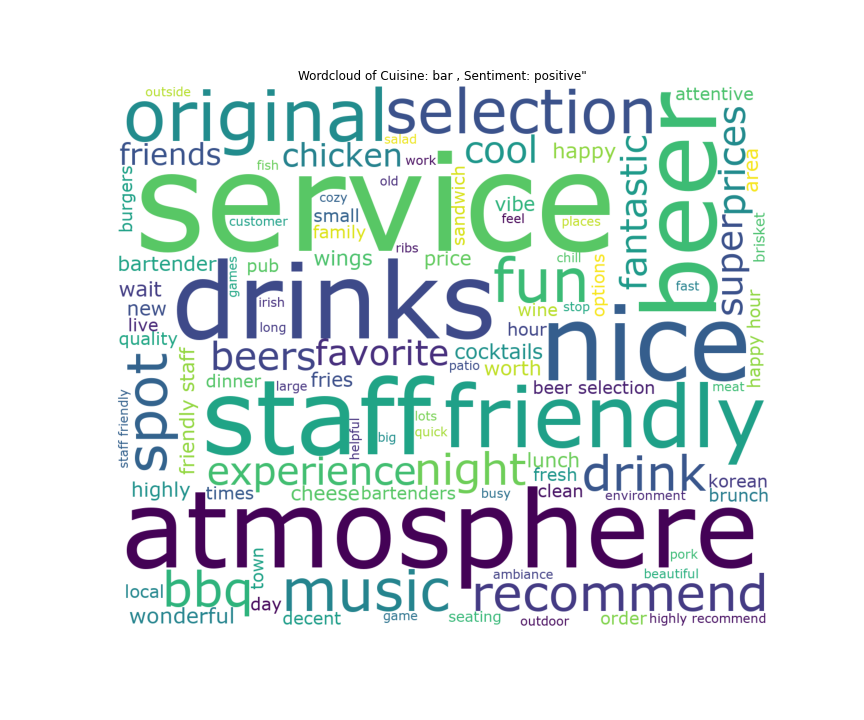 Wordcloud of Cuisine: bar , Sentiment: positive"
outside
original
selection
beer
attentive
friends
fish
chicken
salad
work
cool
happy
fantastic
super
prices
area
burgers
service
old
cozy
customer
small
family
ribs
sandwich
vibe
feel
places
brisket
bartender
games
pub
wings
price
chill
fun
options
fast
wait
new
live
quality
drinks
irish
long
wine
stop
hour
nice
happy hour
beers
favorite
cocktails
patio
worth
spot
friendly staff
dinner
large
fries
beer selection
meat
staff friendly
staff
helpful
big
lots
quick
friendly
experience
night
lunch
fresh
drink
korean
highly
times
cheese
bartenders
busy
clean
environment
brunch
atmosphere
pork
town
local
bbq
day
music
ambiance
recommend
beautiful
wonderful
decent
game
seating
outdoor
order
highly recommend